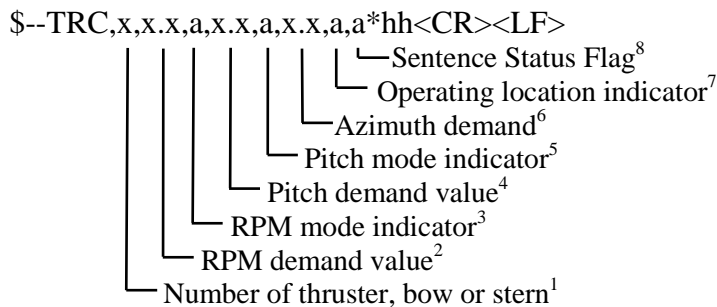 $--TRC,x,x.x,a,x.x,a,x.x,a,a*hh<CR><LF>
Sentence Status Flag⁸
Operating location indicator⁷
Azimuth demand⁶
Pitch mode indicator⁵
Pitch demand value⁴
RPM mode indicator³
RPM demand value²
Number of thruster, bow or stern¹